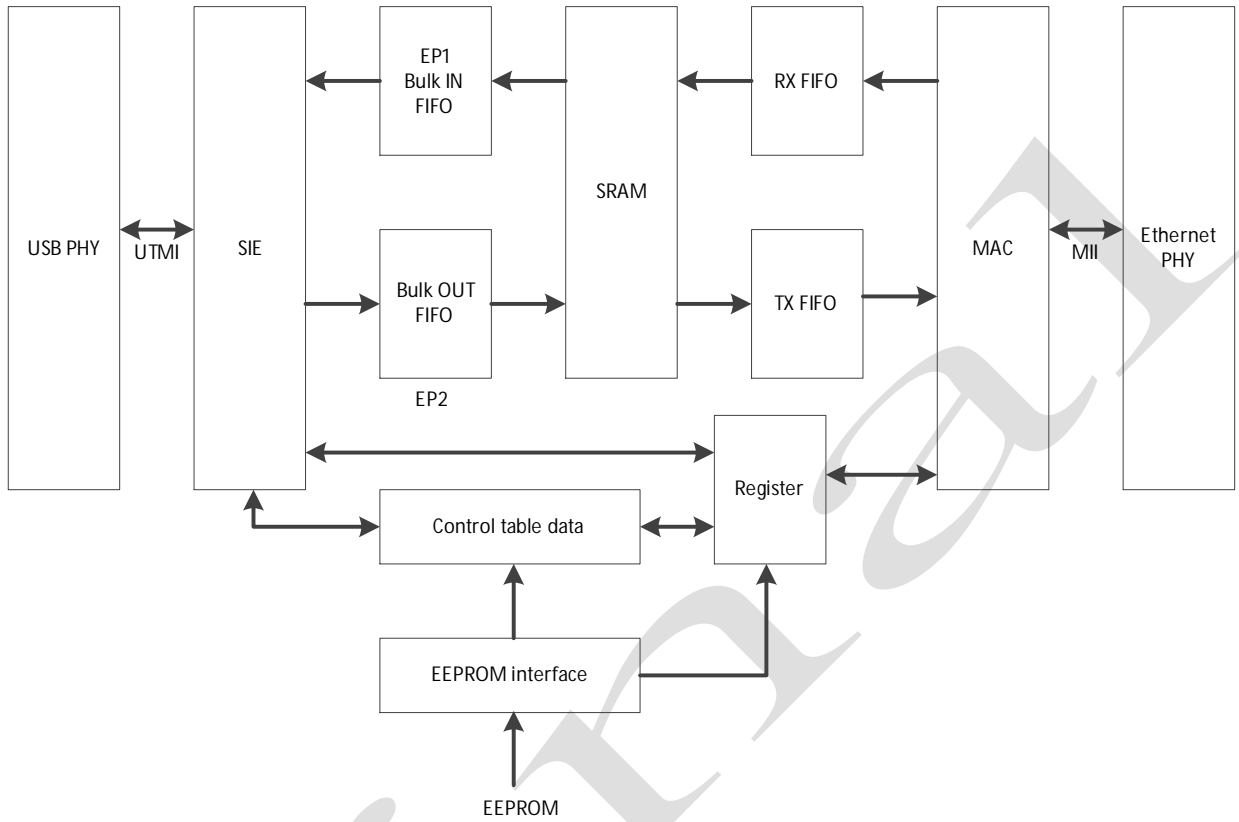 EP1
Bulk IN
FIFO
RX FIFO
SRAM
USB PHY
UTMI
SIE
MAC
MII
Ethernet
PHY
Bulk OUT
FIFO
TX FIFO
EP2
Register
Control table data
EEPROM interface
EEPROM